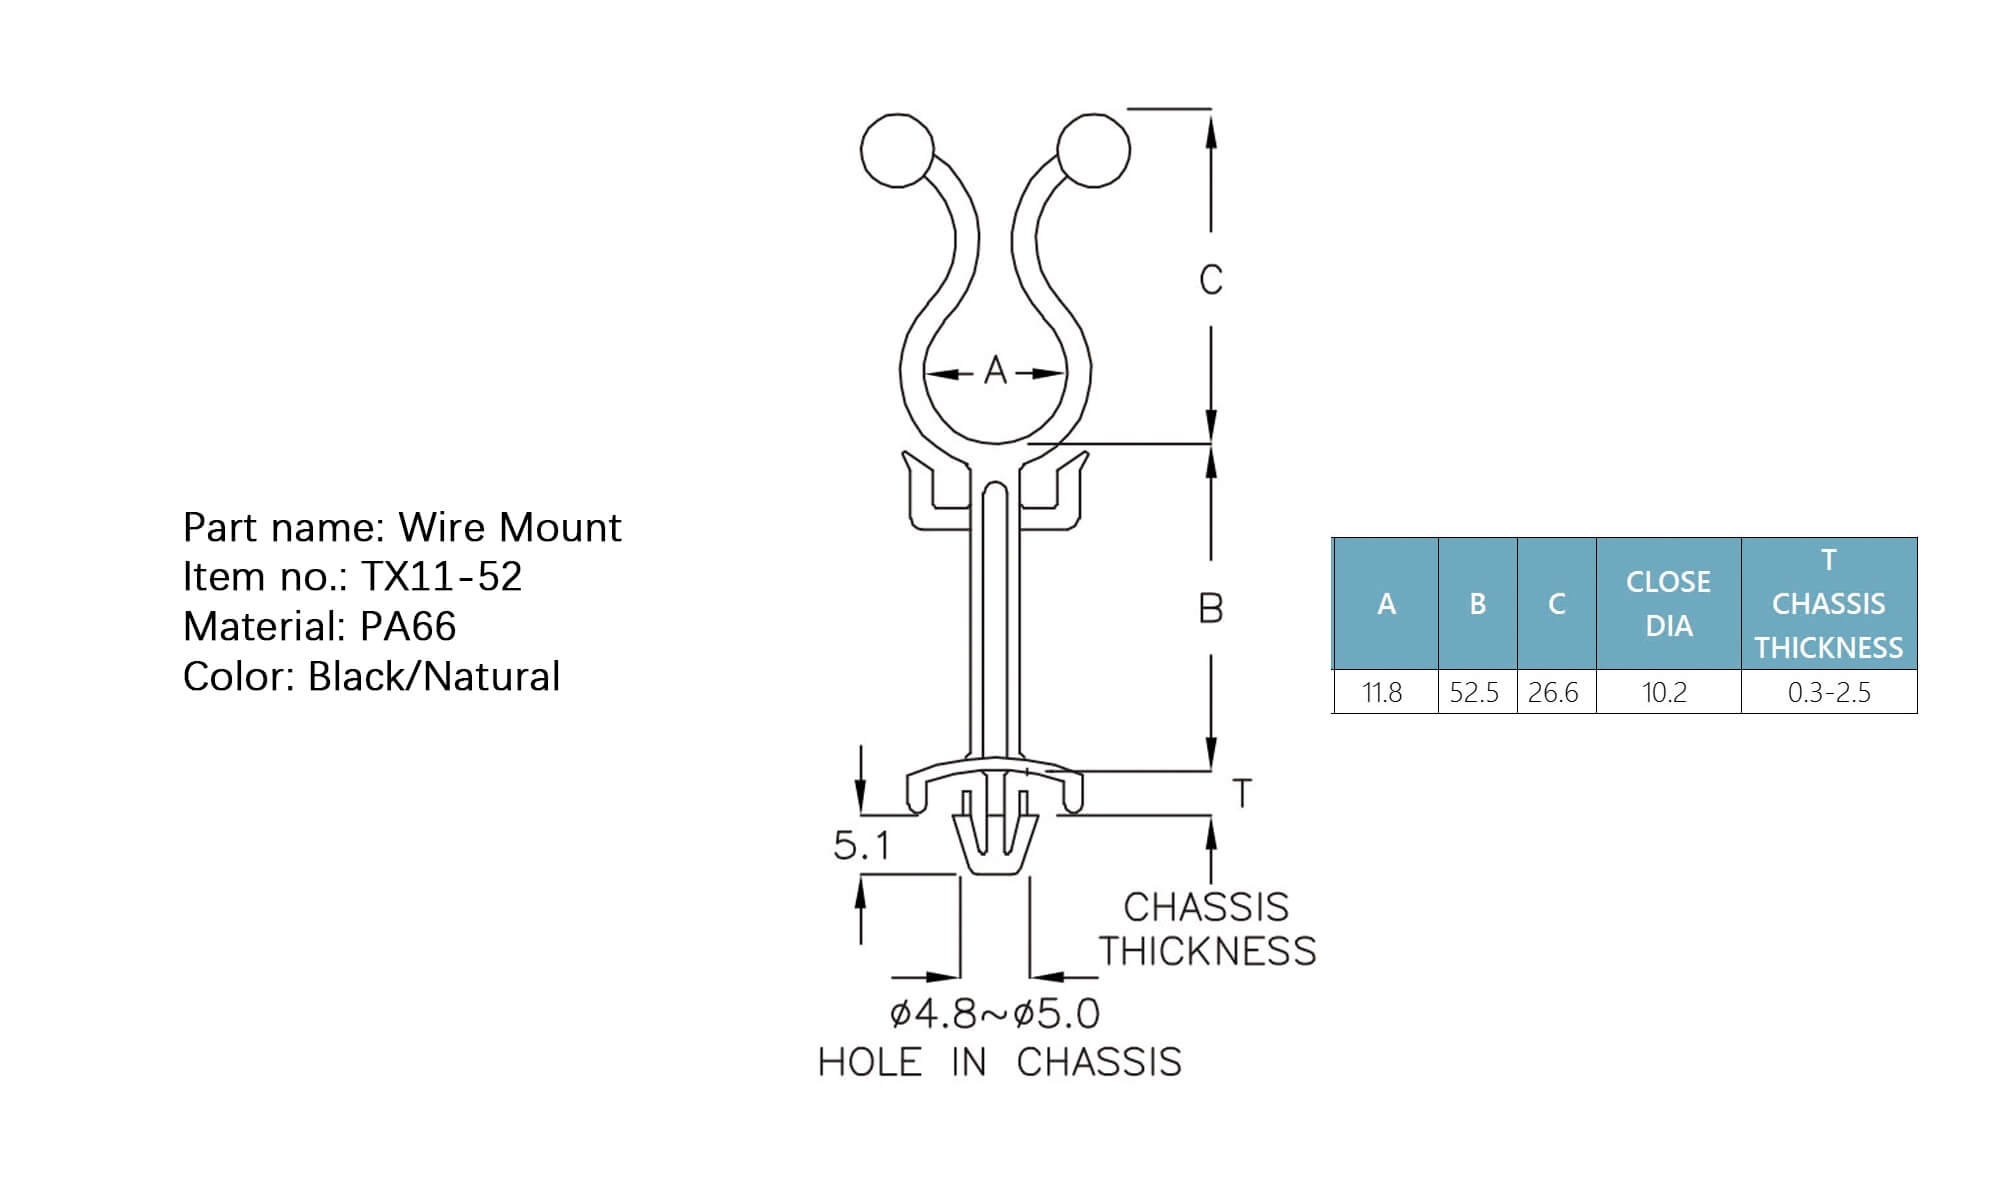 Part name: Wire Mount
Item no.: TX11-52
Material: PA66
Color: Black/Natural
C
A
B
T
5.1
CHASSIS
THICKNESS
ø4.8~ø5.0
HOLE IN CHASSIS
A B C CLOSE DIA T CHASSIS THICKNESS
11.8 52.5 26.6 10.2 0.3-2.5